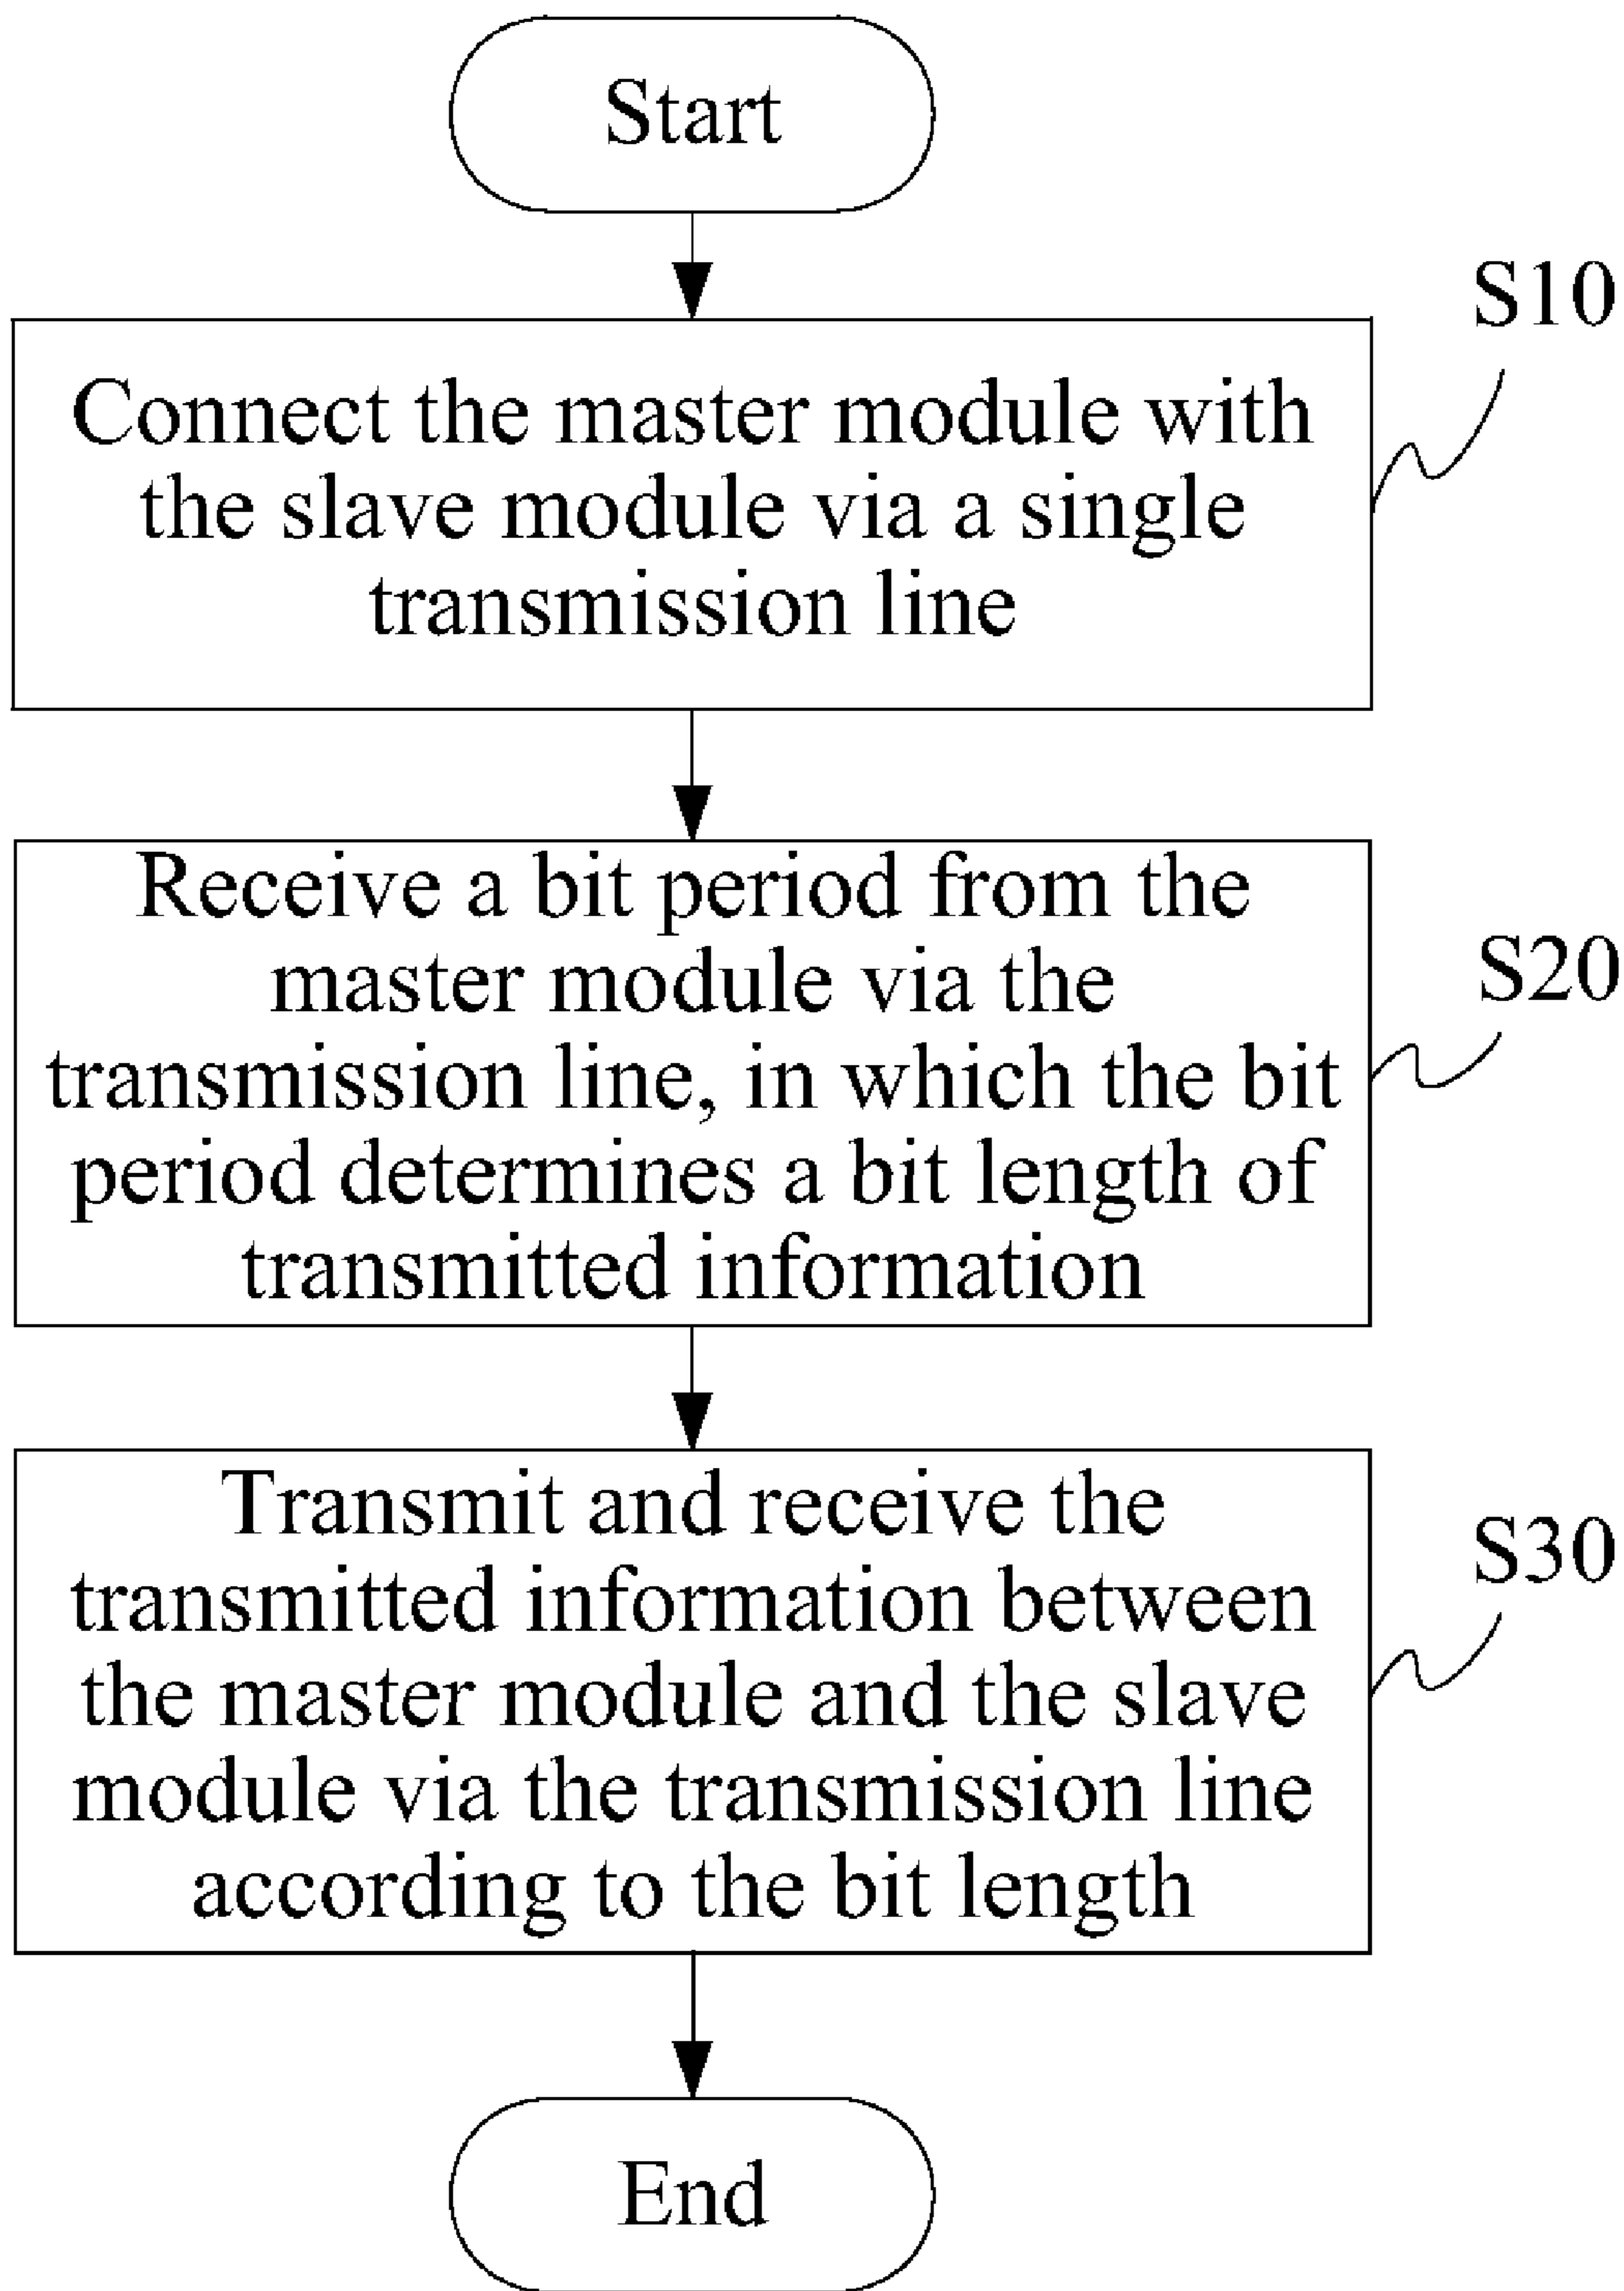 Start
S10
Connect the master module with
the slave module via a single
transmission line
Receive a bit period from the
master module via the
transmission line, in which the bit
period determines a bit length of
transmitted information
S20
Transmit and receive the
transmitted information between
the master module and the slave
module via the transmission line
according to the bit length
S30
End